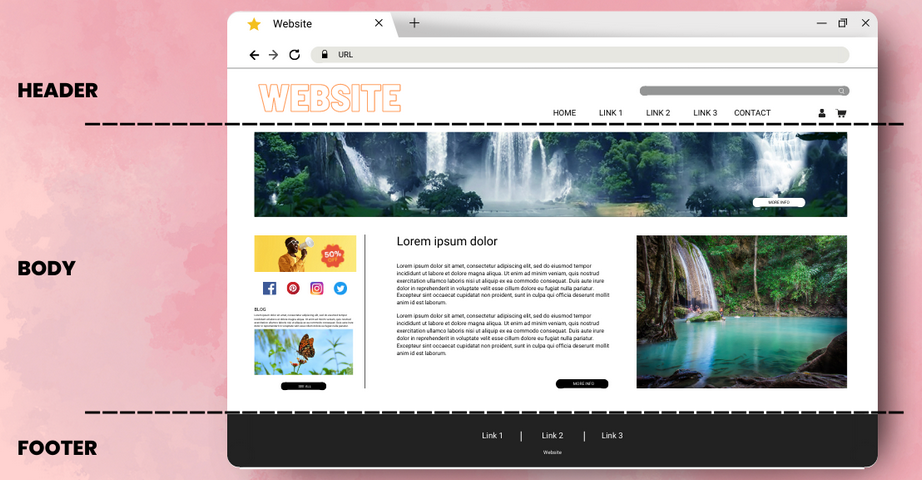 Website
URL
HEADER
WEBSITE
HOME LINK 1 LINK 2 LINK 3 CONTACT
MORE INFO
BODY
50%
OFF
BLOG
SEE ALL
Lorem ipsum dolor
Lorem ipsum dolor sit amet, consectetur adipiscing elit, sed do eiusmod tempor
incididunt ut labore et dolore magna aliqua. Ut enim ad minim veniam, quis nostrud
exercitation ullamco laboris nisi ut aliquip ex ea commodo consequat. Duis aute irure
dolor in reprehenderit in voluptate velit esse cillum dolore eu fugiat nulla pariatur.
Excepteur sint occaecat cupidatat non proident, sunt in culpa qui officia deserunt mollit
anim id est laborum.
Lorem ipsum dolor sit amet, consectetur adipiscing elit, sed do eiusmod tempor
incididunt ut labore et dolore magna aliqua. Ut enim ad minim veniam, quis nostrud
exercitation ullamco laboris nisi ut aliquip ex ea commodo consequat. Duis aute irure
dolor in reprehenderit in voluptate velit esse cillum dolore eu fugiat nulla pariatur.
Excepteur sint occaecat cupidatat non proident, sunt in culpa qui officia deserunt mollit
anim id est laborum.
MORE INFO
FOOTER
Link 1 | Link 2 | Link 3
Website